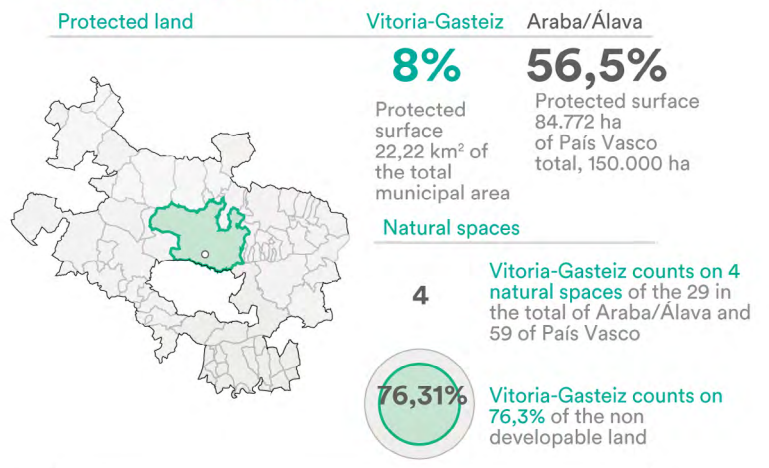 Protected land
Vitoria-Gasteiz
Araba/Álava
8%
56,5%
Protected
surface
22,22 km² of
the total
municipal area
Protected surface
84.772 ha
of País Vasco
total, 150.000 ha
Natural spaces
4
Vitoria-Gasteiz counts on 4
natural spaces of the 29 in
the total of Araba/Álava and
59 of País Vasco
76,31%
Vitoria-Gasteiz counts on
76,3% of the non
developable land